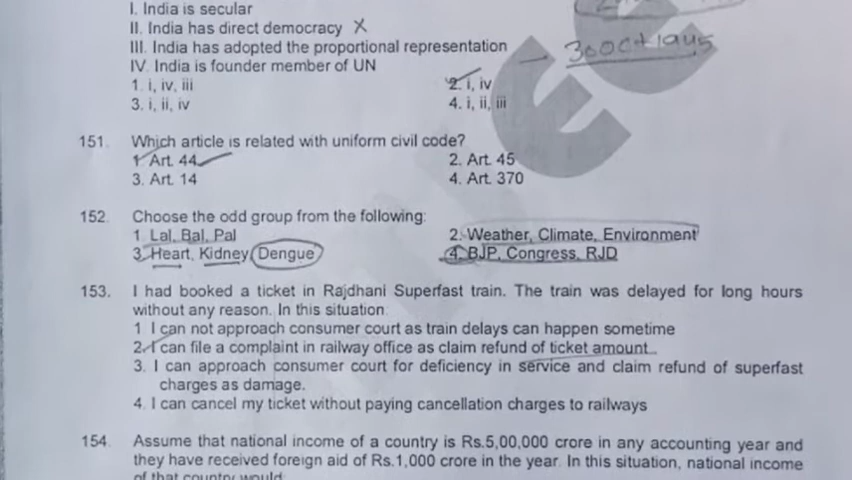 I. India is secular
II. India has direct democracy X
III. India has adopted the proportional representation
IV. India is founder member of UN
1. i, iv, iii 2. i, iv
3. i, ii, iv 4. i, ii, iii
151. Which article is related with uniform civil code?
1. Art. 44 2. Art. 45
3. Art. 14 4. Art. 370
152. Choose the odd group from the following:
1. Lal, Bal, Pal 2. Weather, Climate, Environment
3. Heart, Kidney, Dengue 4. BJP, Congress, RJD
153. I had booked a ticket in Rajdhani Superfast train. The train was delayed for long hours
without any reason. In this situation:
1. I can not approach consumer court as train delays can happen sometime
2. I can file a complaint in railway office as claim refund of ticket amount.
3. I can approach consumer court for deficiency in service and claim refund of superfast
charges as damage.
4. I can cancel my ticket without paying cancellation charges to railways
154. Assume that national income of a country is Rs.5,00,000 crore in any accounting year and
they have received foreign aid of Rs.1,000 crore in the year. In this situation, national income
of that country would: